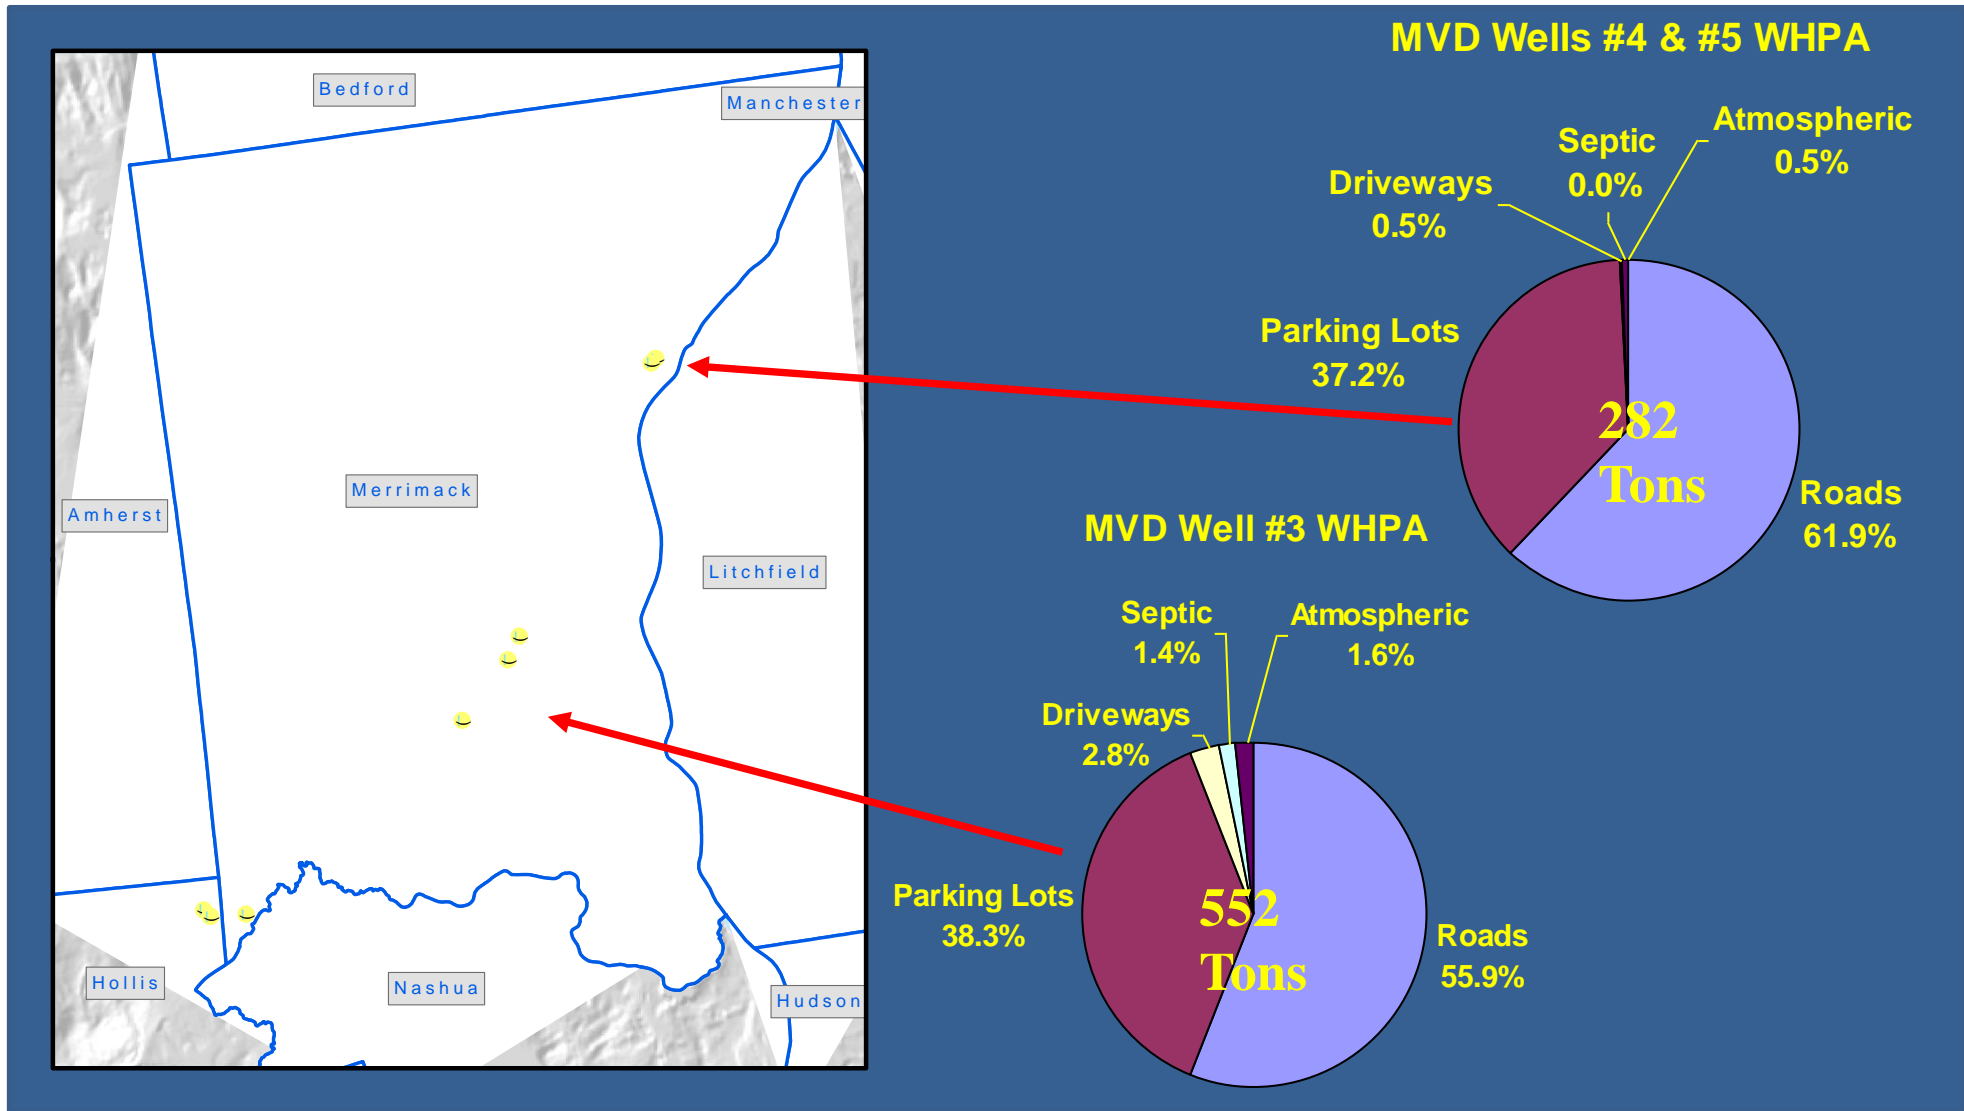 MVD Wells #4 & #5 WHPA
Bedford
Manchester
Atmospheric
0.5%
Septic
0.0%
Driveways
0.5%
Parking Lots
37.2%
282
Tons
Roads
61.9%
Merrimack
Amherst
Litchfield
MVD Well #3 WHPA
Septic
1.4%
Atmospheric
1.6%
Driveways
2.8%
Parking Lots
38.3%
552
Tons
Roads
55.9%
Hollis
Nashua
Hudson